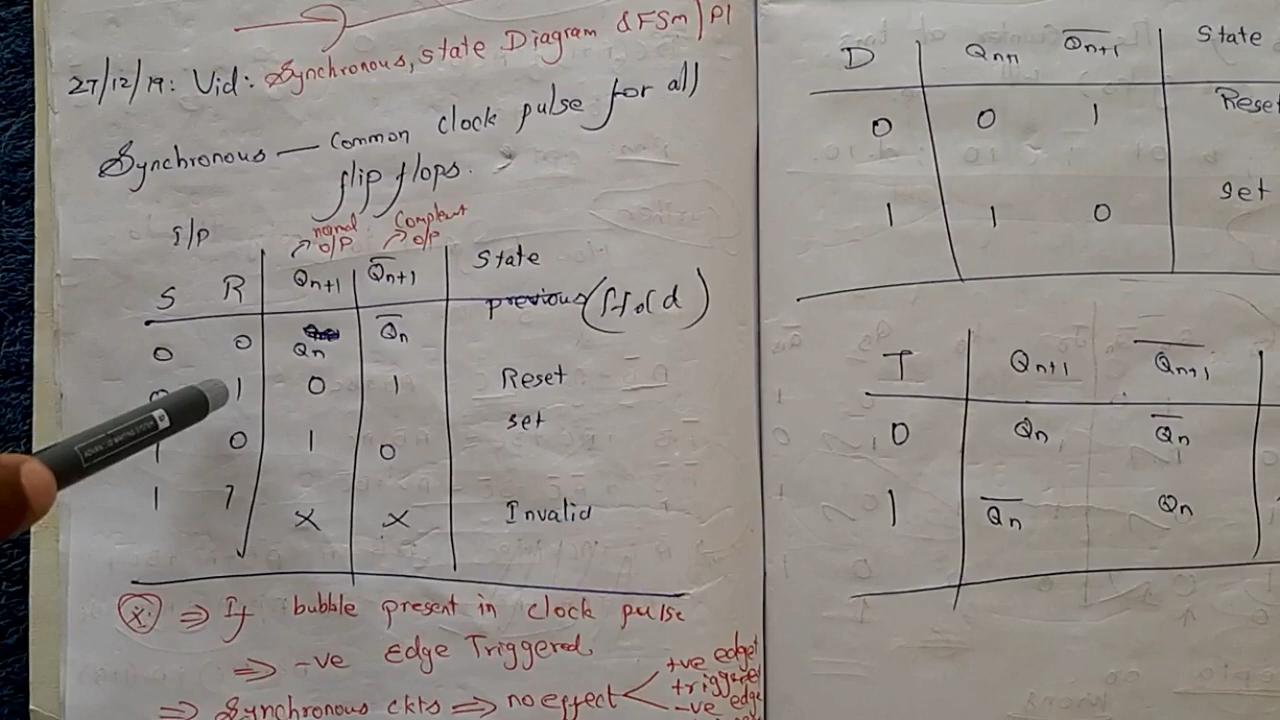 Synchronous, state Diagram & FSM) P1
27/12/19: Vid:
Synchronous — common clock pulse for all
flip flops.
I/P
normal O/P
Complement O/P
S R Qn+1 Q̅n+1 State
0 0 Qn Q̅n previous (Hold)
0 1 0 1 Reset
1 0 1 0 set
1 1 X X Invalid
(X) ⇒ If bubble present in clock pulse
⇒ -ve Edge Triggered
⇒ Synchronous ckts ⇒ no effect < +ve edget
triggered
-ve edge
D Qn+1 Q̅n+1 State
0 0 1 Reset
1 1 0 set
T Qn+1 Q̅n+1
0 Qn Q̅n
1 Q̅n Qn